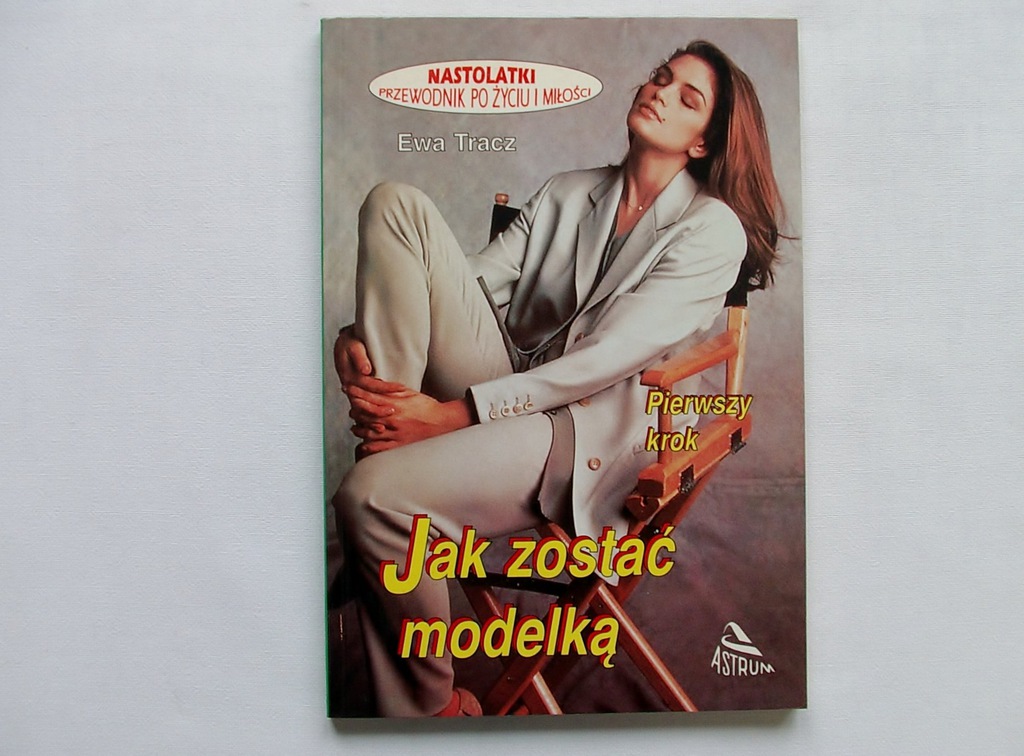 NASTOLATKI
PRZEWODNIK PO ŻYCIU I MIŁOŚCI
Ewa Tracz
Pierwszy
krok
Jak zostać
modelką
ASTRUM